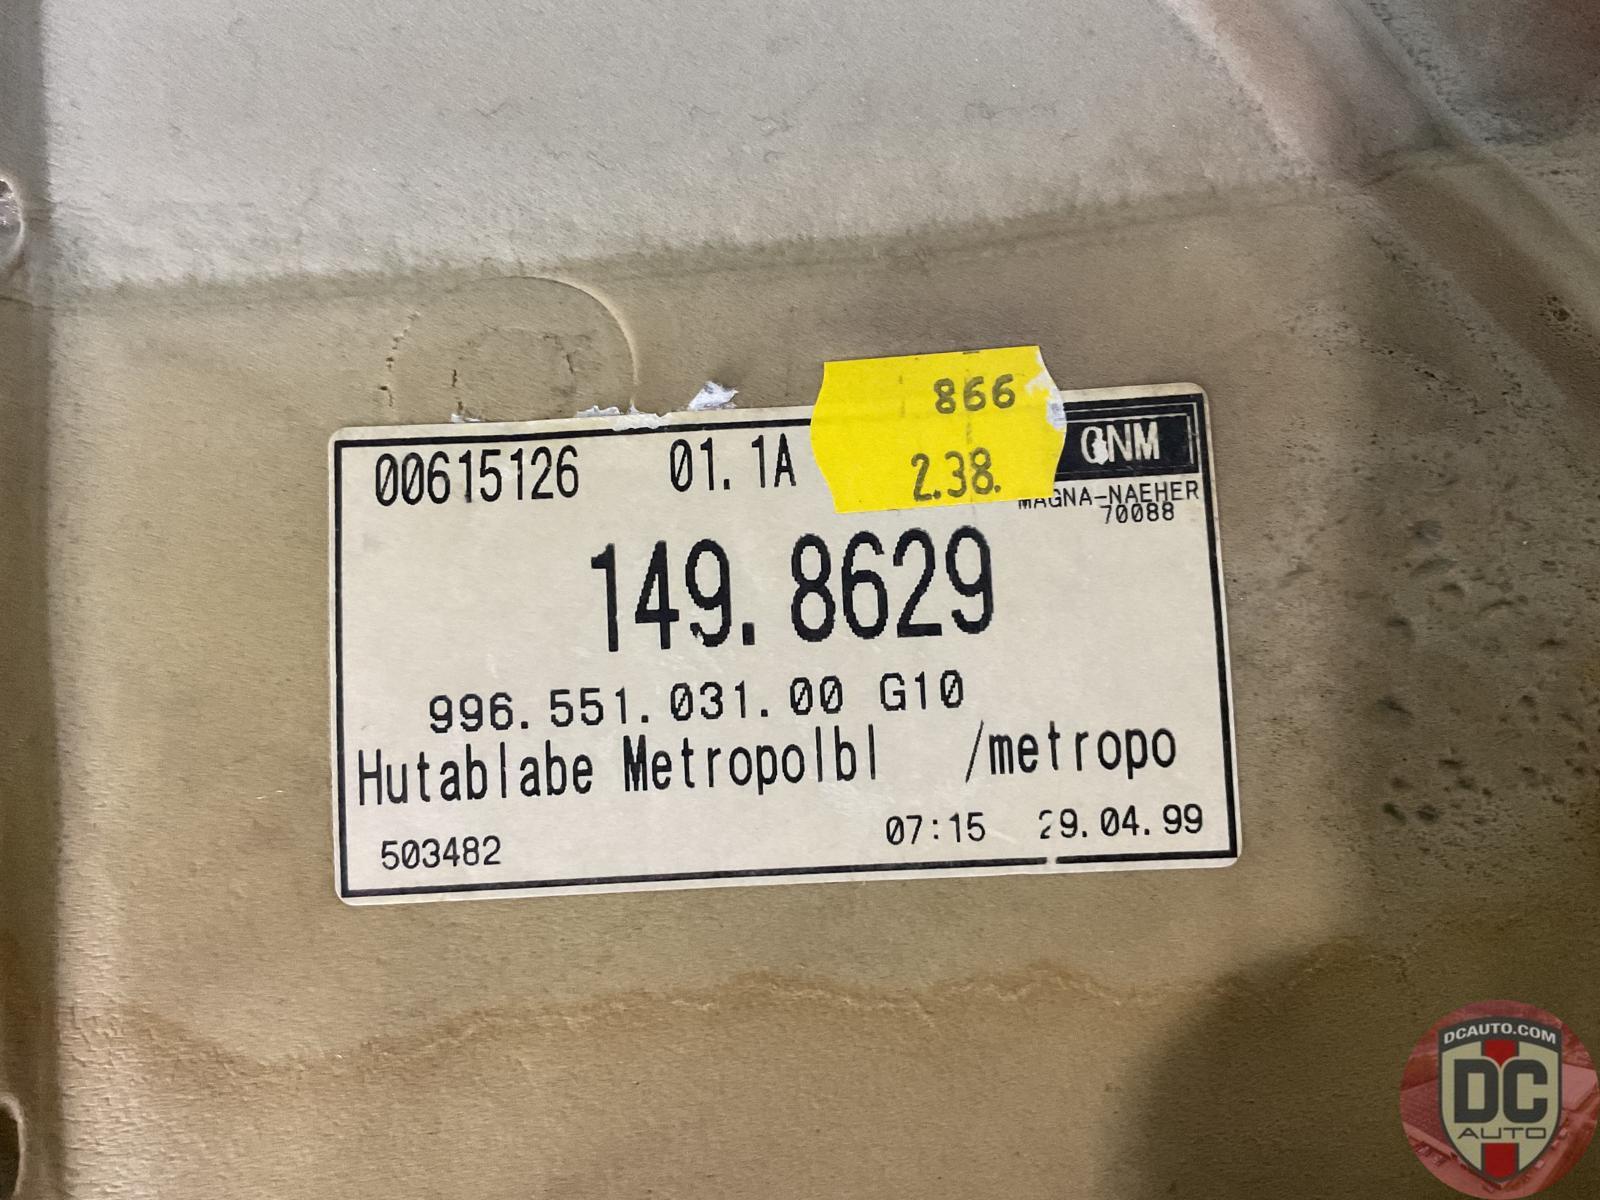 866
2.38.
00615126 01.1A
GNM
MAGNA-NAEHER
70088
149.8629
996.551.031.00 G10
Hutablabe Metropolbl /metropo
503482 07:15 29.04.99
DCAUTO.COM
DC
AUTO